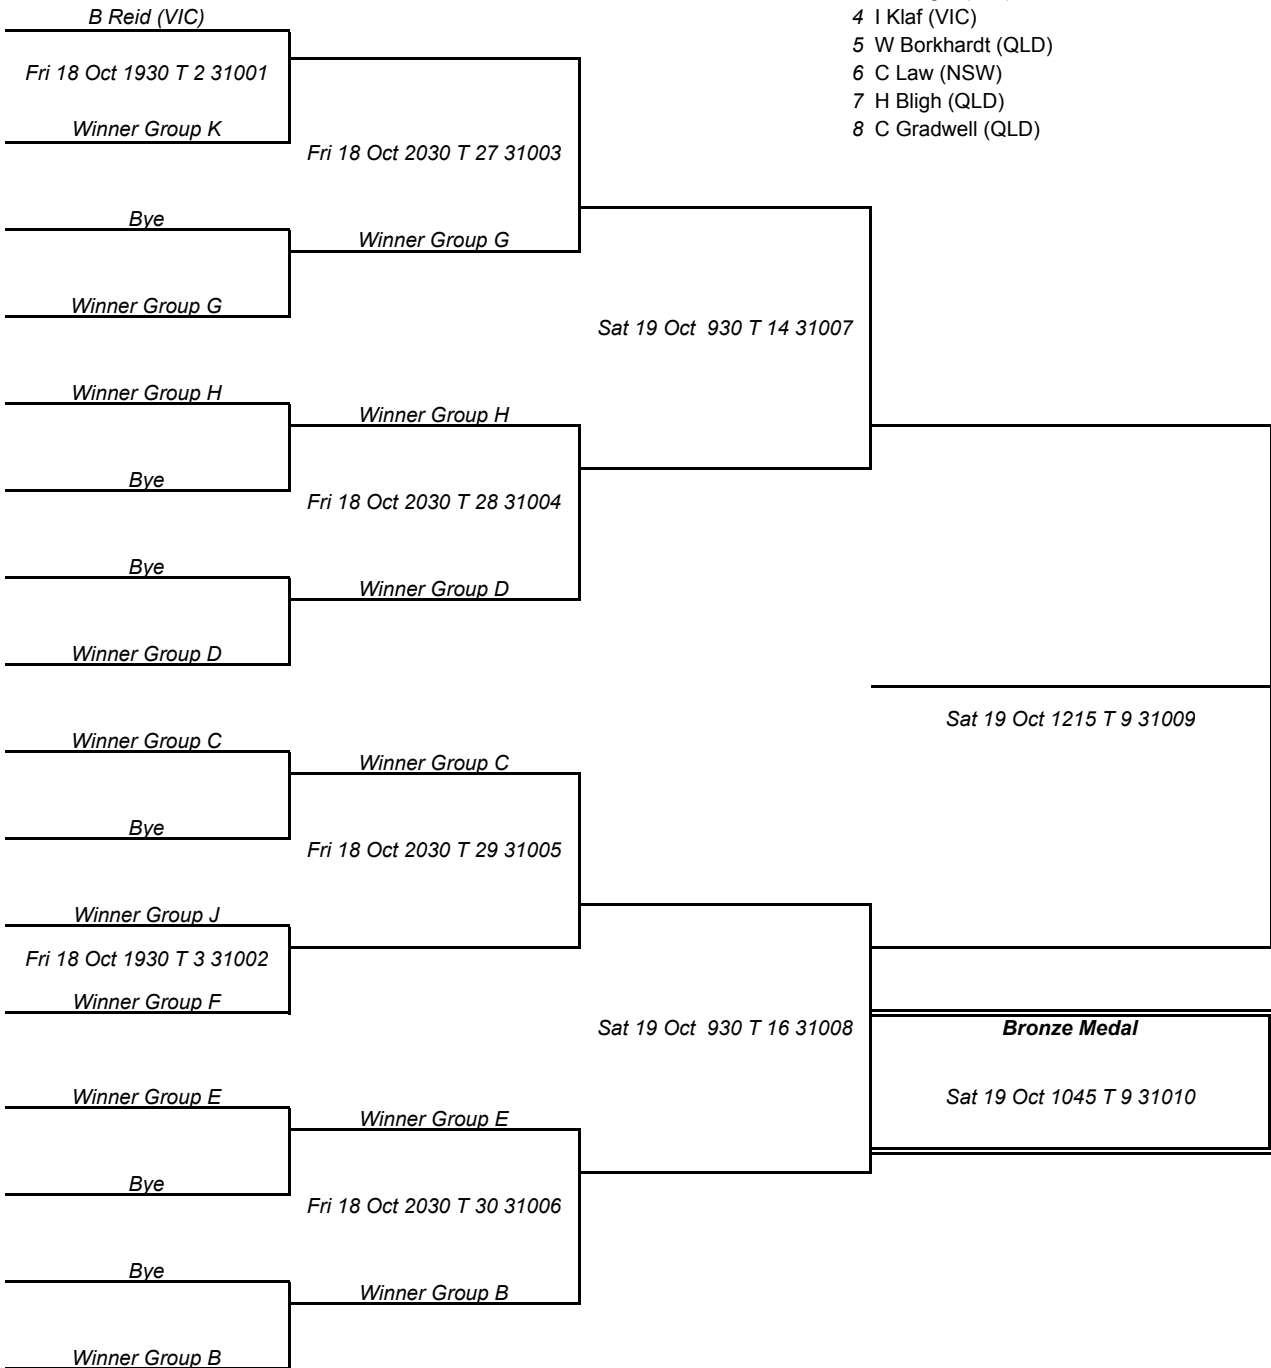 B Reid (VIC)
4 I Klaf (VIC)
5 W Borkhardt (QLD)
Fri 18 Oct 1930 T 2 31001
6 C Law (NSW)
7 H Bligh (QLD)
Winner Group K
8 C Gradwell (QLD)
Fri 18 Oct 2030 T 27 31003
Bye
Winner Group G
Winner Group G
Sat 19 Oct 930 T 14 31007
Winner Group H
Winner Group H
Bye
Fri 18 Oct 2030 T 28 31004
Bye
Winner Group D
Winner Group D
Sat 19 Oct 1215 T 9 31009
Winner Group C
Winner Group C
Bye
Fri 18 Oct 2030 T 29 31005
Winner Group J
Fri 18 Oct 1930 T 3 31002
Winner Group F
Sat 19 Oct 930 T 16 31008
Bronze Medal
Winner Group E
Sat 19 Oct 1045 T 9 31010
Winner Group E
Bye
Fri 18 Oct 2030 T 30 31006
Bye
Winner Group B
Winner Group B